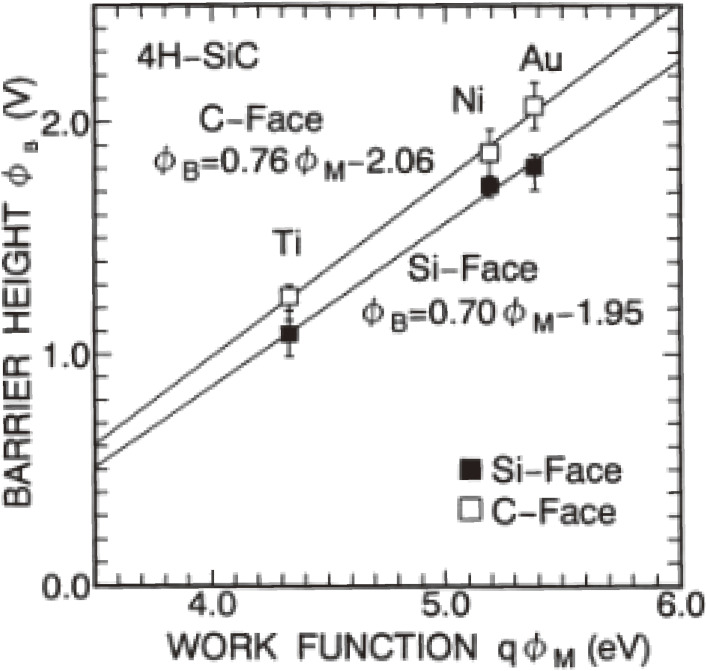 4H-SiC
Au
Ni
C-Face
ϕB=0.76ϕM-2.06
Ti
Si-Face
ϕB=0.70ϕM-1.95
Si-Face
C-Face
BARRIER HEIGHT ϕB (V)
2.0
1.0
0.0
4.0 5.0 6.0
WORK FUNCTION qϕM (eV)